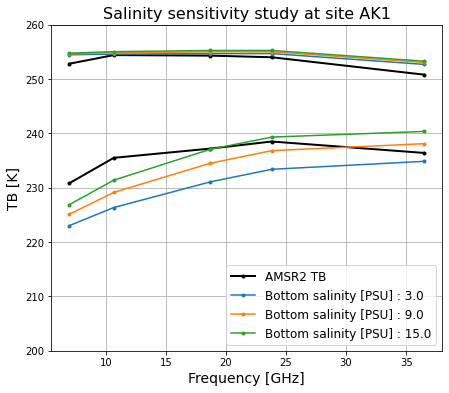 Salinity sensitivity study at site AK1
TB [K]
260
250
240
230
220
210
200
AMSR2 TB
Bottom salinity [PSU] : 3.0
Bottom salinity [PSU] : 9.0
Bottom salinity [PSU] : 15.0
10 15 20 25 30 35
Frequency [GHz]